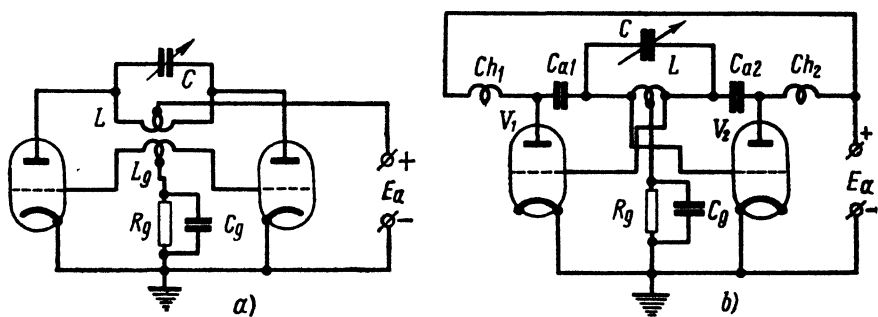 C
L
Lg
Rg
Cg
+
Ea
-
a)
Ch1
Ca1
C
L
Ca2
Ch2
V1
V2
Rg
Cg
+
Ea
-
b)